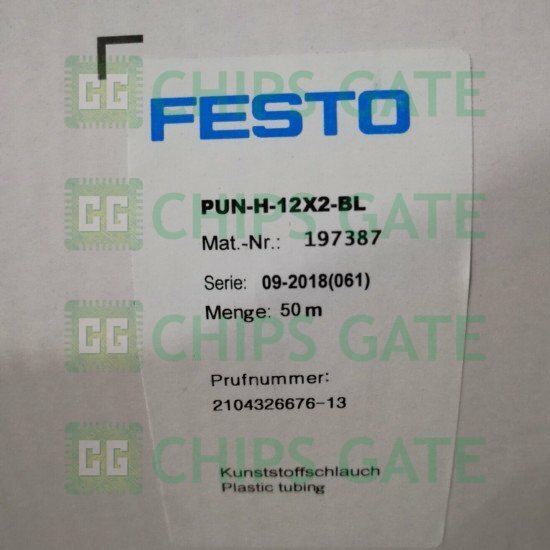 FESTO
PUN-H-12X2-BL
Mat.-Nr.: 197387
Serie: 09-2018(061)
Menge: 50 m
Prufnummer:
2104326676-13
Kunststoffschlauch
Plastic tubing
CG CHIPS GATE
CG CHIPS GATE
CG CHIPS GATE
CG CHIPS GATE